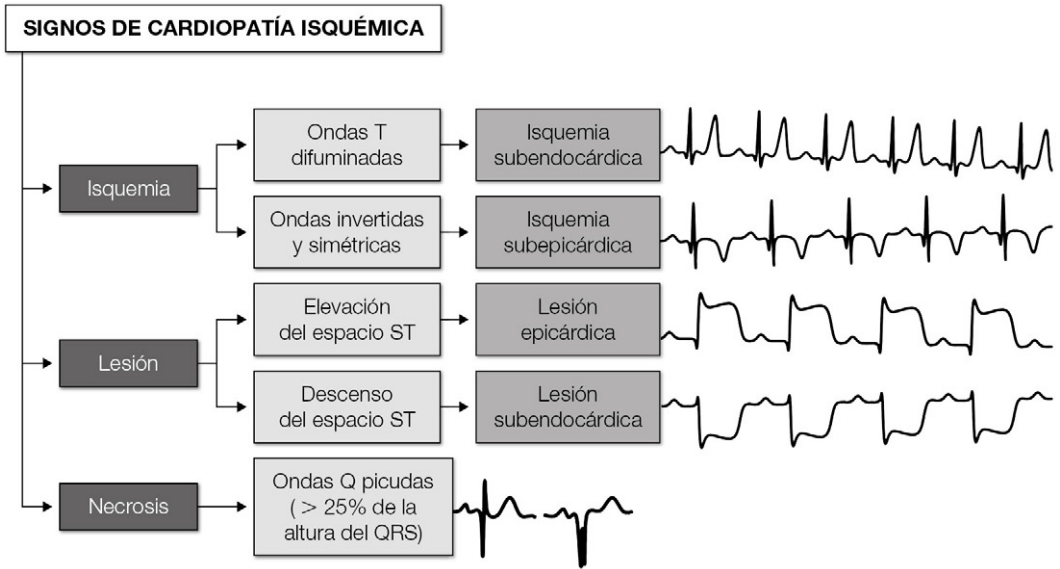 SIGNOS DE CARDIOPATÍA ISQUÉMICA
Isquemia
Ondas T
difuminadas
Isquemia
subendocárdica
Ondas invertidas
y simétricas
Isquemia
subepicárdica
Lesión
Elevación
del espacio ST
Lesión
epicárdica
Descenso
del espacio ST
Lesión
subendocárdica
Necrosis
Ondas Q picudas
( > 25% de la
altura del QRS)